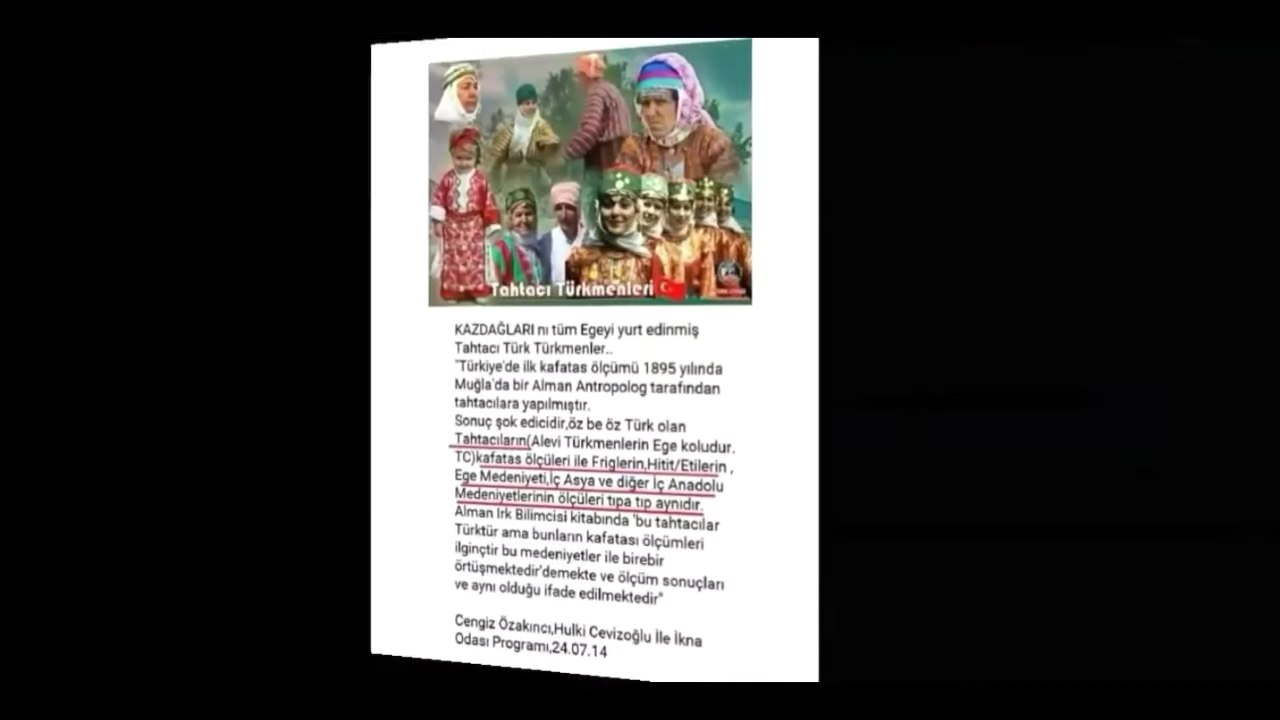 Tahtacı Türkmenleri
KAZDAĞLARI nı tüm Egeyi yurt edinmiş
Tahtacı Türk Türkmenler..
"Türkiye'de ilk kafatas ölçümü 1895 yılında
Muğla'da bir Alman Antropolog tarafından
tahtacılara yapılmıştır.
Sonuç şok edicidir,öz be öz Türk olan
Tahtacıların(Alevi Türkmenlerin Ege koludur.
TC)kafatas ölçüleri ile Friglerin,Hitit/Etilerin ,
Ege Medeniyeti,İç Asya ve diğer İç Anadolu
Medeniyetlerinin ölçüleri tıpa tıp aynıdır.
Alman Irk Bilimcisi kitabında 'bu tahtacılar
Türktür ama bunların kafatası ölçümleri
ilginçtir bu medeniyetler ile birebir
örtüşmektedir'demekte ve ölçüm sonuçları
ve aynı olduğu ifade edilmektedir"
Cengiz Özakıncı,Hulki Cevizoğlu İle İkna
Odası Programı,24.07.14